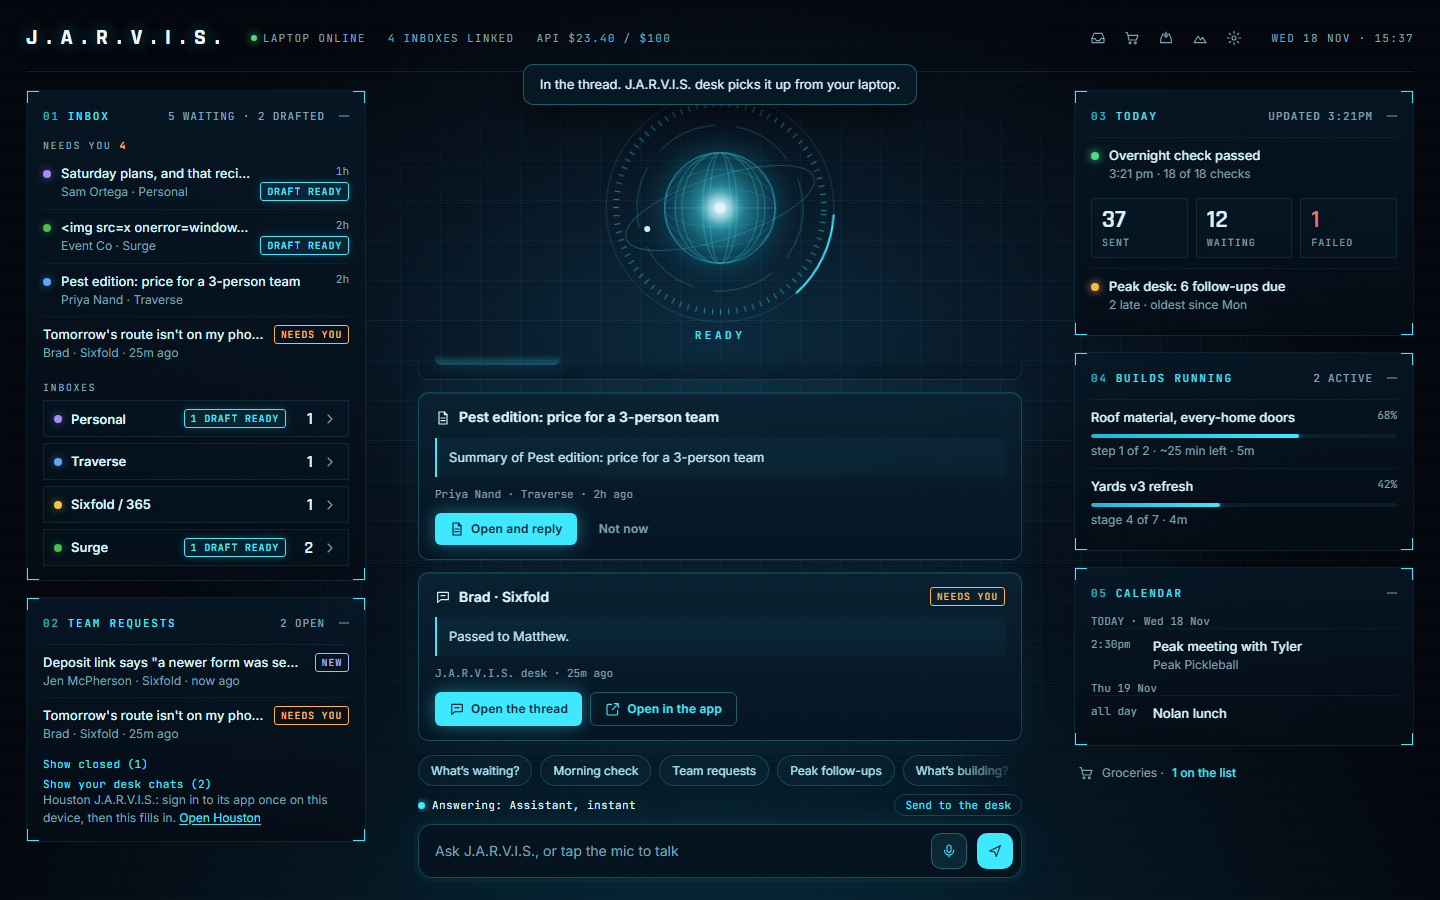 J.A.R.V.I.S.
LAPTOP ONLINE
4 INBOXES LINKED
API $23.40 / $100
WED 18 NOV · 15:37
In the thread. J.A.R.V.I.S. desk picks it up from your laptop.
01 INBOX
5 WAITING · 2 DRAFTED
NEEDS YOU 4
Saturday plans, and that reci...
1h
Sam Ortega · Personal
DRAFT READY
<img src=x onerror=window...
2h
Event Co · Surge
DRAFT READY
Pest edition: price for a 3-person team
2h
Priya Nand · Traverse
Tomorrow's route isn't on my pho...
NEEDS YOU
Brad · Sixfold · 25m ago
INBOXES
Personal
1 DRAFT READY
1
Traverse
1
Sixfold / 365
1
Surge
1 DRAFT READY
2
02 TEAM REQUESTS
2 OPEN
Deposit link says "a newer form was se...
NEW
Jen McPherson · Sixfold · now ago
Tomorrow's route isn't on my pho...
NEEDS YOU
Brad · Sixfold · 25m ago
Show closed (1)
Show your desk chats (2)
Houston J.A.R.V.I.S.: sign in to its app once on this
device, then this fills in. Open Houston
READY
Pest edition: price for a 3-person team
Summary of Pest edition: price for a 3-person team
Priya Nand · Traverse · 2h ago
Open and reply
Not now
Brad · Sixfold
NEEDS YOU
Passed to Matthew.
J.A.R.V.I.S. desk · 25m ago
Open the thread
Open in the app
What's waiting?
Morning check
Team requests
Peak follow-ups
What's building?
Answering: Assistant, instant
Send to the desk
Ask J.A.R.V.I.S., or tap the mic to talk
03 TODAY
UPDATED 3:21PM
Overnight check passed
3:21 pm · 18 of 18 checks
37
SENT
12
WAITING
1
FAILED
Peak desk: 6 follow-ups due
2 late · oldest since Mon
04 BUILDS RUNNING
2 ACTIVE
Roof material, every-home doors
68%
step 1 of 2 · ~25 min left · 5m
Yards v3 refresh
42%
stage 4 of 7 · 4m
05 CALENDAR
TODAY · Wed 18 Nov
2:30pm
Peak meeting with Tyler
Peak Pickleball
Thu 19 Nov
all day
Nolan lunch
Groceries · 1 on the list